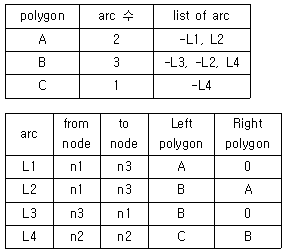 polygon arc 수 list of arc
A 2 -L1, L2
B 3 -L3, -L2, L4
C 1 -L4
arc from node to node Left polygon Right polygon
L1 n1 n3 A 0
L2 n1 n3 B A
L3 n3 n1 B 0
L4 n2 n2 C B